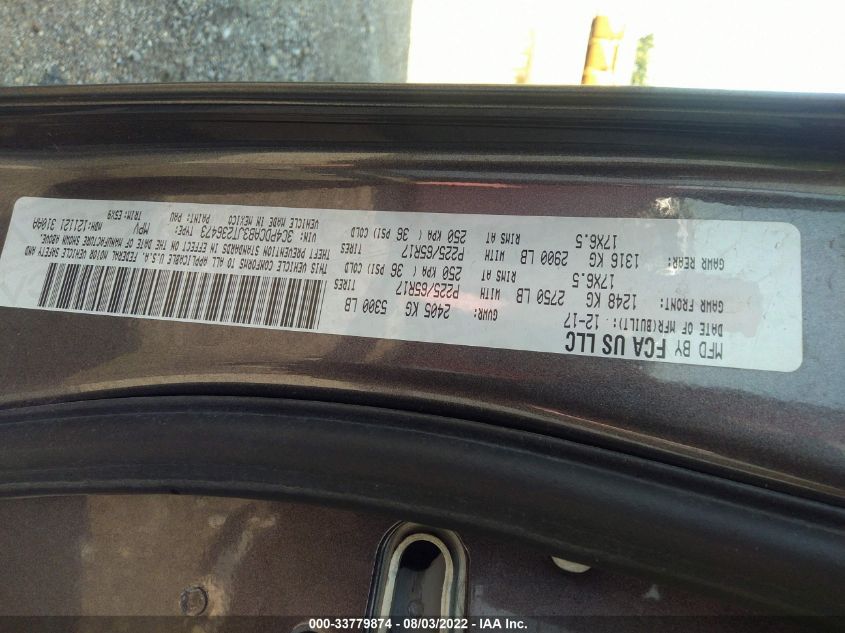 MFD BY FCA US LLC
DATE OF MFR(BUILT): 12-17 GVWR: 2405 KG 5300 LB
GAWR FRONT: 1248 KG 2750 LB WITH P225/65R17 TIRES
17X6.5 RIMS AT 250 KPA ( 36 PSI) COLD
GAWR REAR: 1316 KG 2900 LB WITH P225/65R17 TIRES
17X6.5 RIMS AT 250 KPA ( 36 PSI) COLD
THIS VEHICLE CONFORMS TO ALL APPLICABLE U.S.A. FEDERAL MOTOR VEHICLE SAFETY AND
THEFT PREVENTION STANDARDS IN EFFECT ON THE DATE OF MANUFACTURE SHOWN ABOVE.
VIN: 3C4PDCAB3JT236473 TYPE: MPV MDH: 121121 310AA
VEHICLE MADE IN MEXICO PAINT: PAU TRIM: E5X9
000-33779874 / 08/03/2022 - IAA Inc.